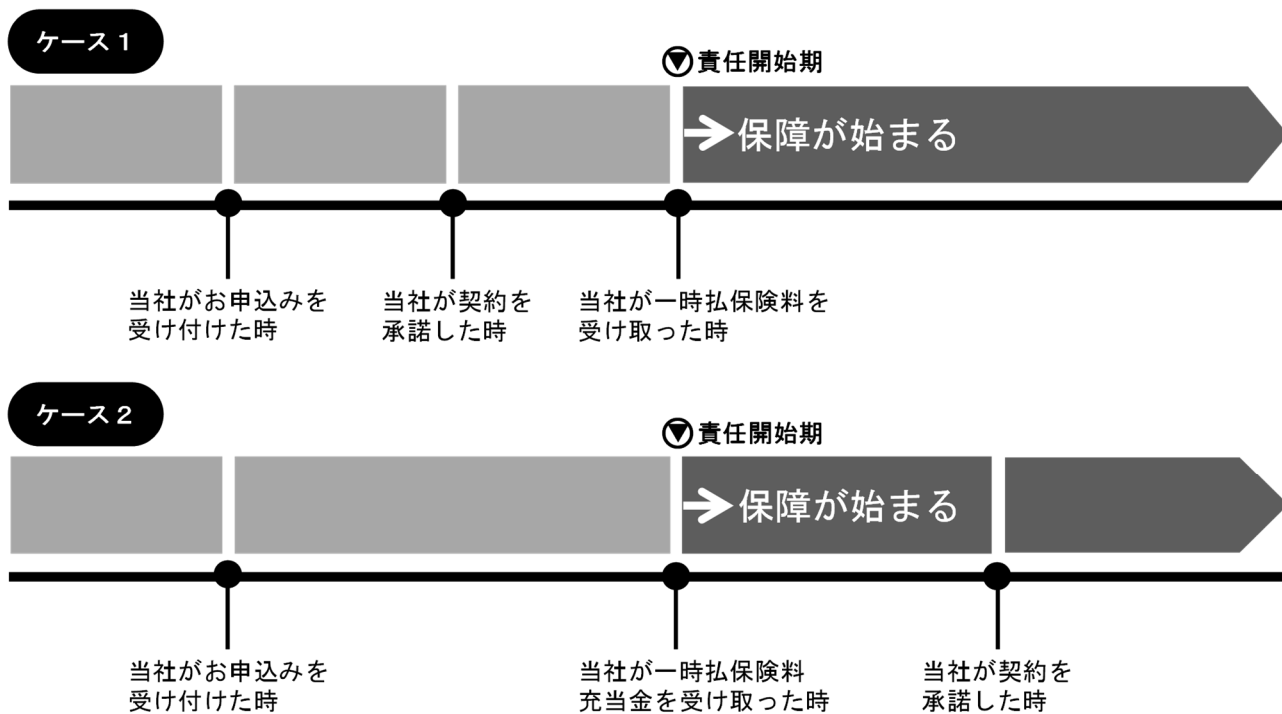 ケース１
責任開始期
保障が始まる
当社がお申込みを
受け付けた時
当社が契約を
承諾した時
当社が一時払保険料を
受け取った時
ケース２
責任開始期
保障が始まる
当社がお申込みを
受け付けた時
当社が一時払保険料
充当金を受け取った時
当社が契約を
承諾した時